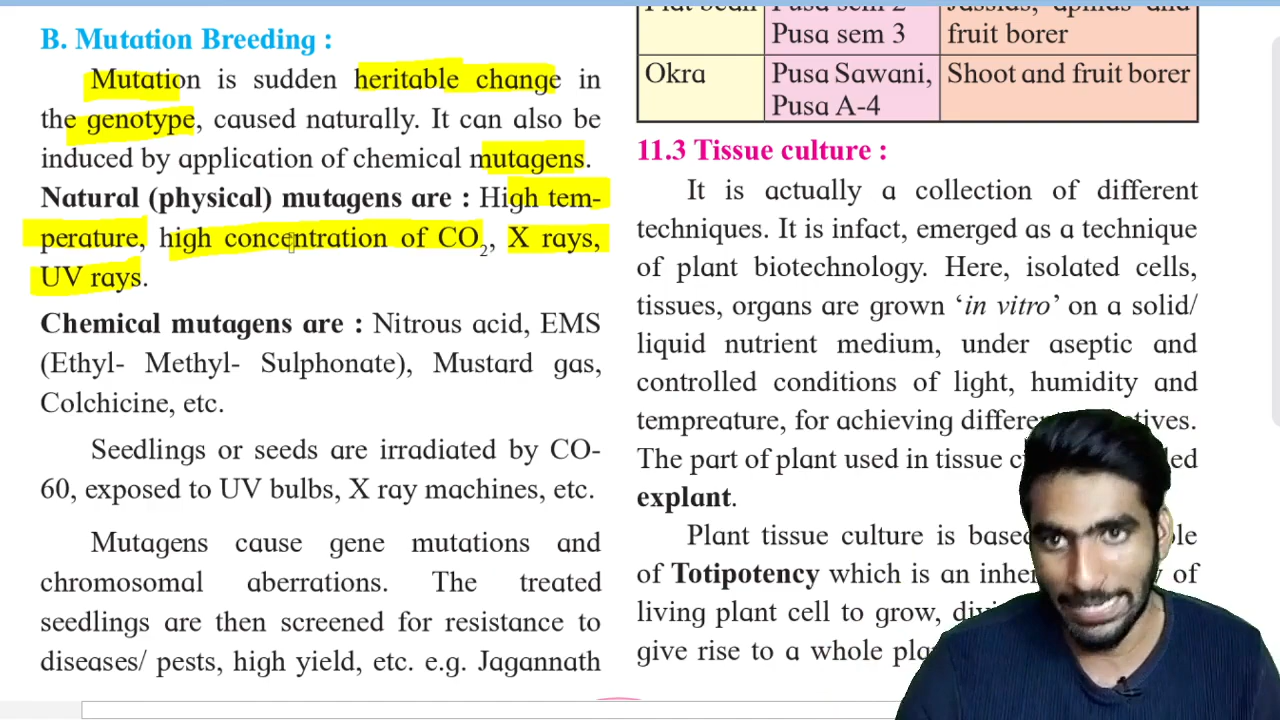 B. Mutation Breeding :
Mutation is sudden heritable change in
the genotype, caused naturally. It can also be
induced by application of chemical mutagens.
Natural (physical) mutagens are : High tem-
perature, high concentration of CO2, X rays,
UV rays.
Chemical mutagens are : Nitrous acid, EMS
(Ethyl- Methyl- Sulphonate), Mustard gas,
Colchicine, etc.
Seedlings or seeds are irradiated by CO-
60, exposed to UV bulbs, X ray machines, etc.
Mutagens cause gene mutations and
chromosomal aberrations. The treated
seedlings are then screened for resistance to
diseases/ pests, high yield, etc. e.g. Jagannath
Pusa sem 3 fruit borer
Okra Pusa Sawani, Shoot and fruit borer
Pusa A-4
11.3 Tissue culture :
It is actually a collection of different
techniques. It is infact, emerged as a technique
of plant biotechnology. Here, isolated cells,
tissues, organs are grown ‘in vitro’ on a solid/
liquid nutrient medium, under aseptic and
controlled conditions of light, humidity and
tempreature, for achieving
The part of plant used in tissue
explant.
Plant tissue culture is
of Totipotency which is an of
living plant cell to grow,
give rise to a whole